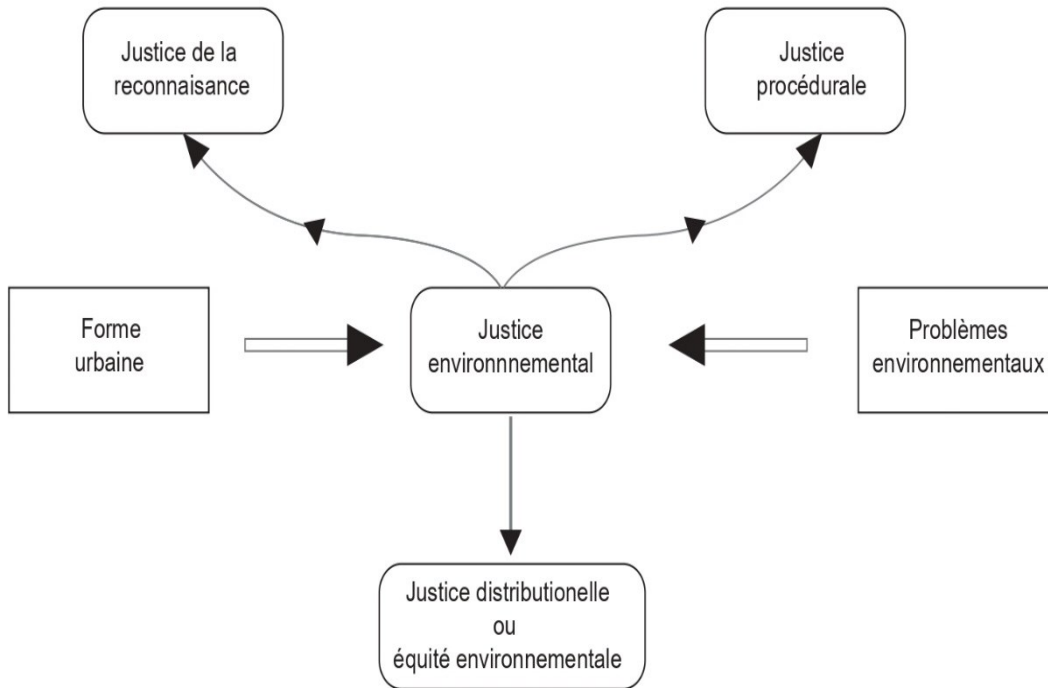 Justice de la
reconnaisance
Justice
procédurale
Forme
urbaine
Justice
environnnemental
Problèmes
environnementaux
Justice distributionelle
ou
équité environnementale